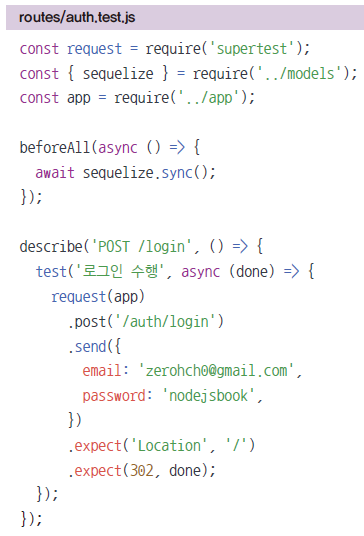 routes/auth.test.js
const request = require('supertest');
const { sequelize } = require('../models');
const app = require('../app');
beforeAll(async () => {
  await sequelize.sync();
});
describe('POST /login', () => {
  test('로그인 수행', async (done) => {
    request(app)
      .post('/auth/login')
      .send({
        email: 'zerohch0@gmail.com',
        password: 'nodejsbook',
      })
      .expect('Location', '/')
      .expect(302, done);
  });
});